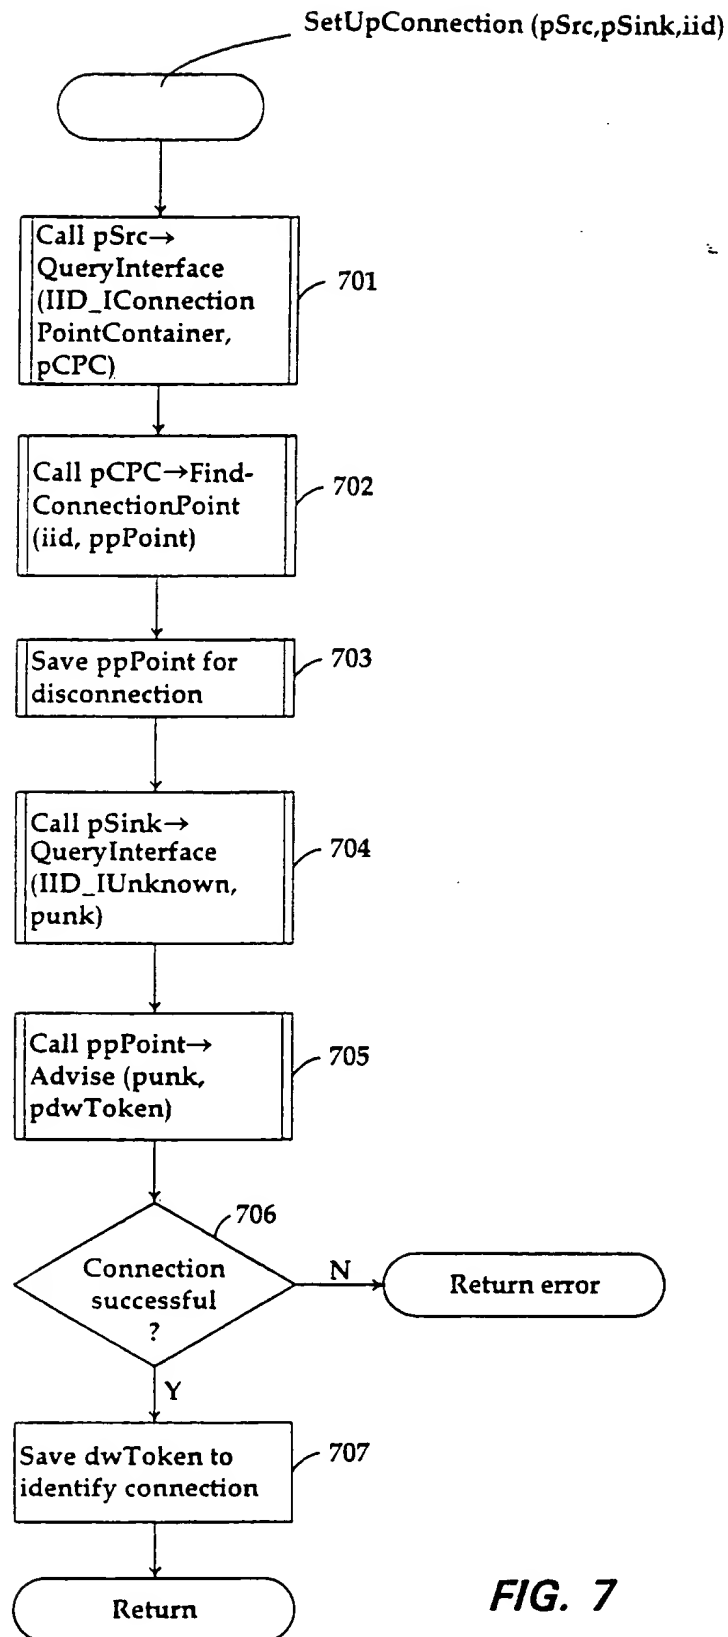 SetUpConnection (pSrc,pSink,iid)
Call pSrc→
QueryInterface
(IID_IConnection
PointContainer,
pCPC)
701
Call pCPC→Find-
ConnectionPoint
(iid, ppPoint)
702
Save ppPoint for
disconnection
703
Call pSink→
QueryInterface
(IID_IUnknown,
punk)
704
Call ppPoint→
Advise (punk,
pdwToken)
705
706
Connection
successful
?
N
Return error
Y
Save dwToken to
identify connection
707
Return
FIG. 7